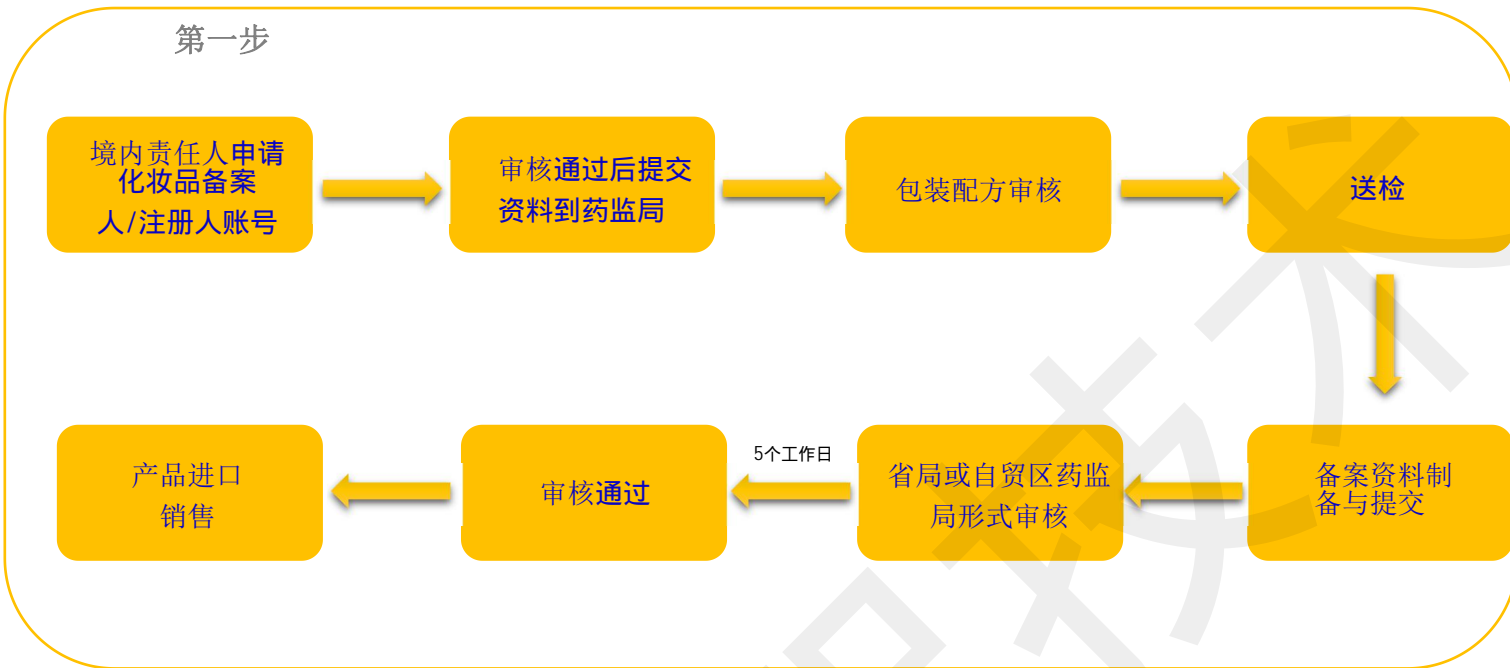 第一步
境内责任人申请
化妆品备案
人/注册人账号
审核通过后提交
资料到药监局
包装配方审核
送检
产品进口
销售
审核通过
5个工作日
省局或自贸区药监
局形式审核
备案资料制
备与提交
技术